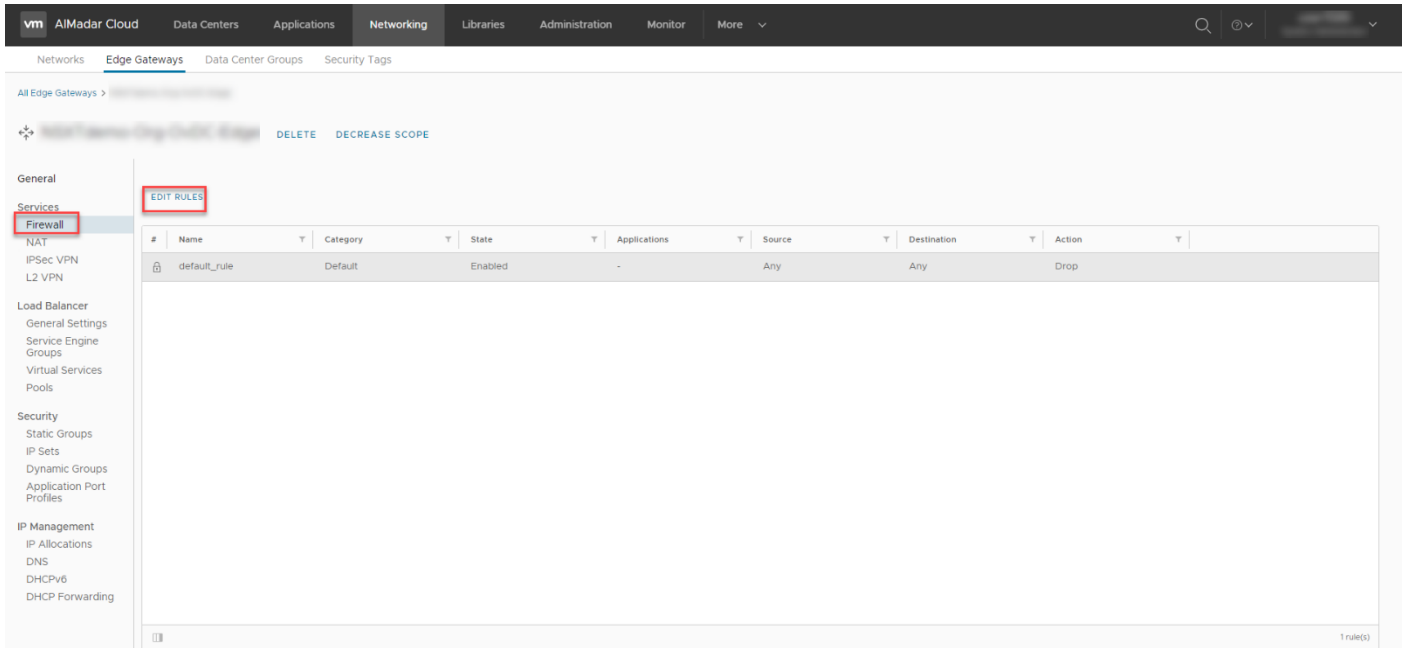 vm AlMadar Cloud Data Centers Applications Networking Libraries Administration Monitor More
Networks Edge Gateways Data Center Groups Security Tags
All Edge Gateways >
DELETE DECREASE SCOPE
General
EDIT RULES
Services
Firewall
NAT
IPSec VPN
L2 VPN
# Name Category State Applications Source Destination Action
default_rule Default Enabled - Any Any Drop
Load Balancer
General Settings
Service Engine
Groups
Virtual Services
Pools
Security
Static Groups
IP Sets
Dynamic Groups
Application Port
Profiles
IP Management
IP Allocations
DNS
DHCPv6
DHCP Forwarding
1 rule(s)